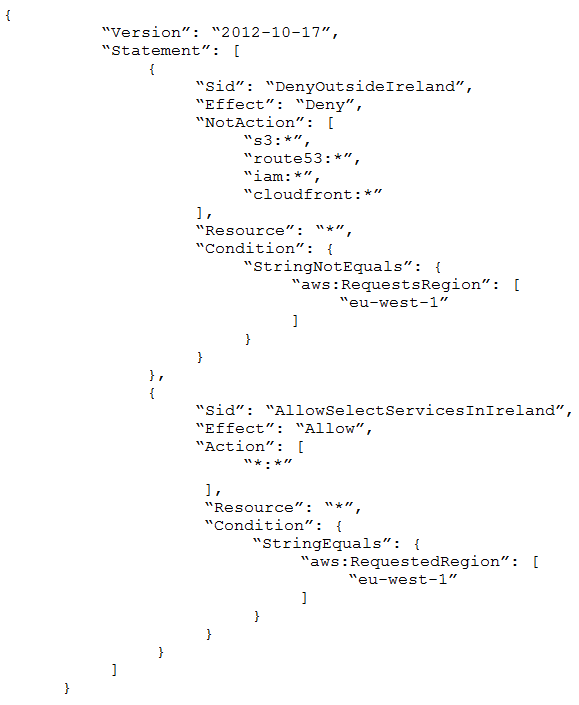 {
“Version”: “2012-10-17”,
“Statement”: [
{
“Sid”: “DenyOutsideIreland”,
“Effect”: “Deny”,
“NotAction”: [
“s3:*”,
“route53:*”,
“iam:*”,
“cloudfront:*”
],
“Resource”: “*”,
“Condition”: {
“StringNotEquals”: {
“aws:RequestsRegion”: [
“eu-west-1”
]
}
}
},
{
“Sid”: “AllowSelectServicesInIreland”,
“Effect”: “Allow”,
“Action”: [
“*:*”
],
“Resource”: “*”,
“Condition”: {
“StringEquals”: {
“aws:RequestedRegion”: [
“eu-west-1”
]
}
}
}
]
}